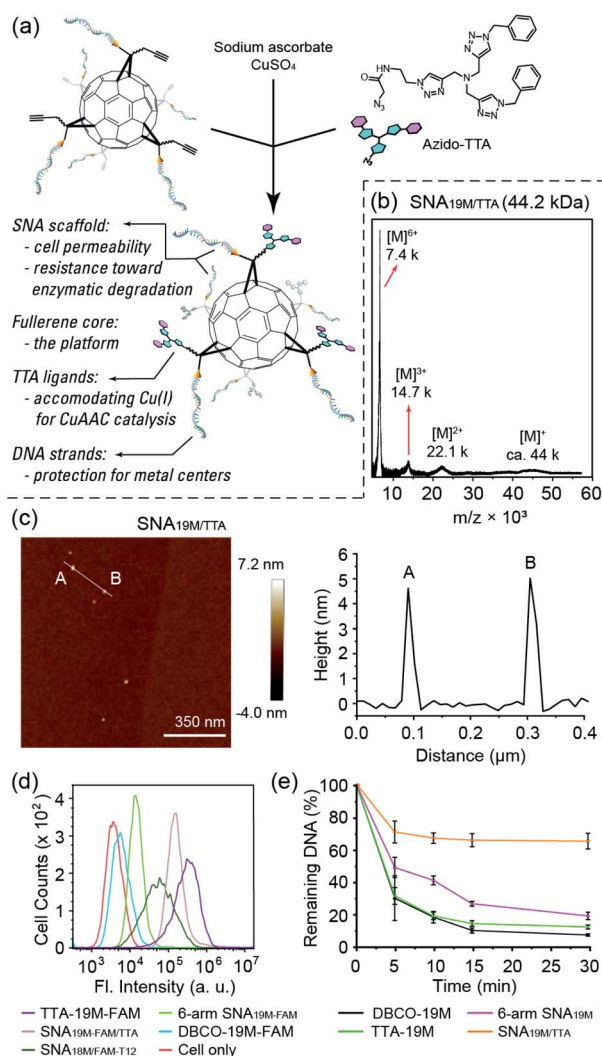 (a)
Sodium ascorbate
CuSO₄
HN
O
N₃
N
N=N
N
N
N=N
N
N=N
N₃
Azido-TTA
SNA scaffold:
- cell permeability
- resistance toward
enzymatic degradation
Fullerene core:
- the platform
TTA ligands:
- accomodating Cu(I)
for CuAAC catalysis
DNA strands:
- protection for metal centers
(b)
SNA19M/TTA (44.2 kDa)
[M]⁶⁺
7.4 k
[M]³⁺
14.7 k
[M]²⁺
22.1 k
[M]⁺
ca. 44 k
10 20 30 40 50 60
m/z × 10³
(c)
SNA19M/TTA
A
B
350 nm
7.2 nm
-4.0 nm
Height (nm)
6
5
4
3
2
1
0
A
B
0 0.1 0.2 0.3 0.4
Distance (µm)
(d)
Cell Counts (x 10²)
4
3
2
1
0
10³ 10⁴ 10⁵ 10⁶ 10⁷
Fl. Intensity (a. u.)
TTA-19M-FAM
6-arm SNA19M-FAM
SNA19M-FAM/TTA
DBCO-19M-FAM
SNA18M/FAM-T12
Cell only
(e)
Remaining DNA (%)
100
80
60
40
20
0
0 5 10 15 20 25 30
Time (min)
DBCO-19M
6-arm SNA19M
TTA-19M
SNA19M/TTA